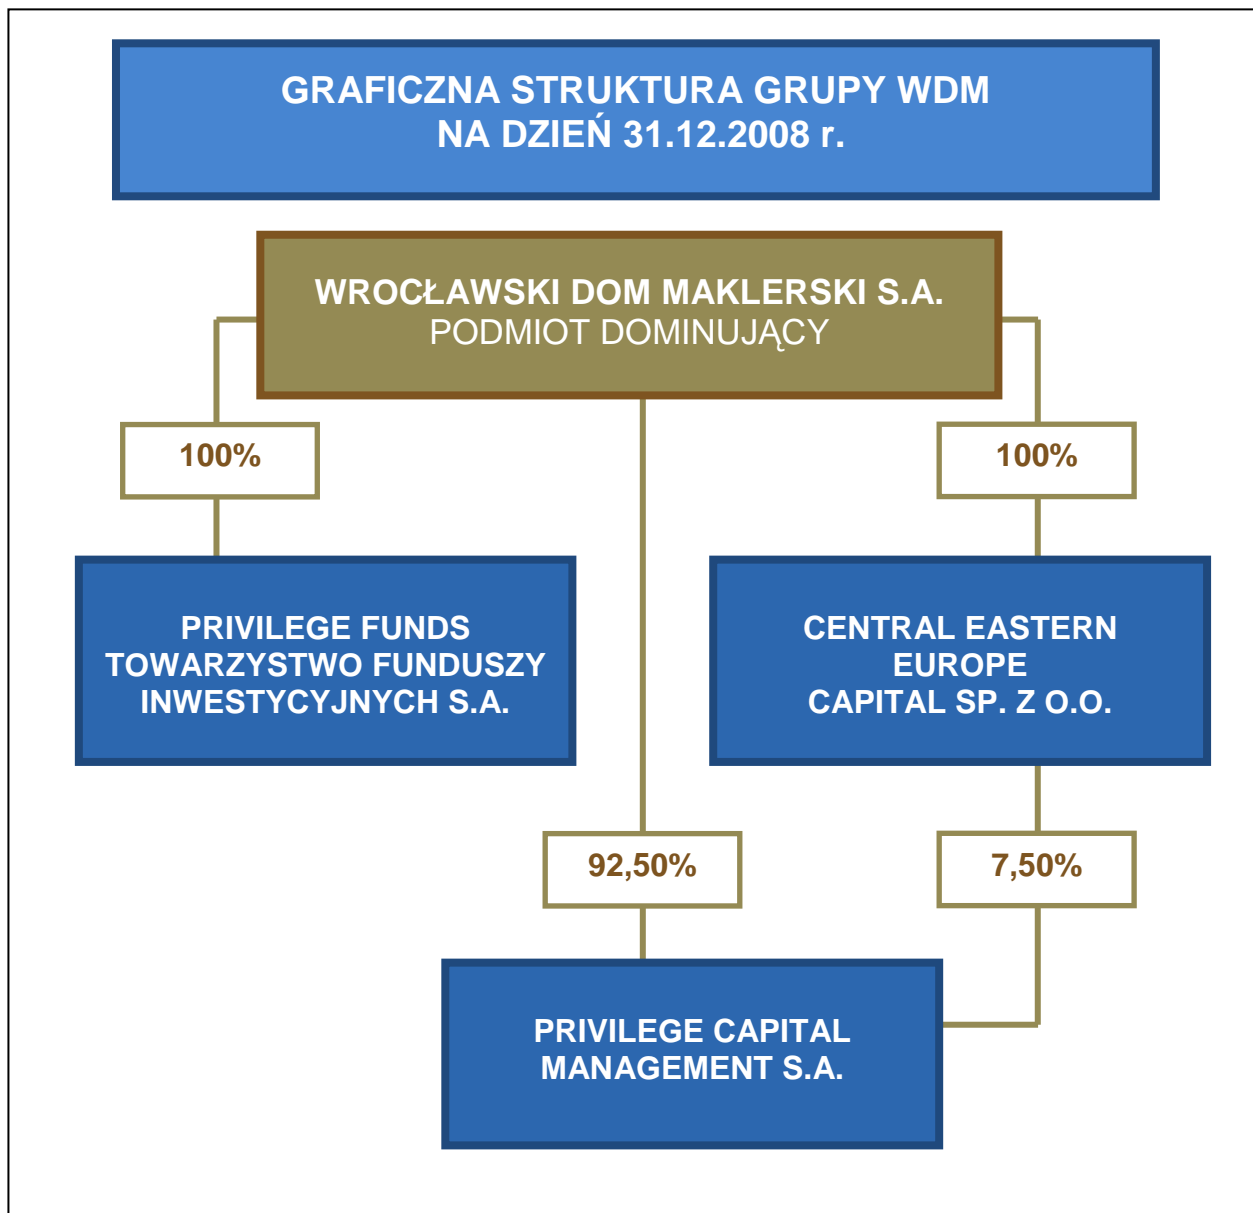 GRAFICZNA STRUKTURA GRUPY WDM
NA DZIEŃ 31.12.2008 r.
WROCŁAWSKI DOM MAKLERSKI S.A.
PODMIOT DOMINUJĄCY
100%
100%
PRIVILEGE FUNDS
TOWARZYSTWO FUNDUSZY
INWESTYCYJNYCH S.A.
CENTRAL EASTERN
EUROPE
CAPITAL SP. Z O.O.
92,50%
7,50%
PRIVILEGE CAPITAL
MANAGEMENT S.A.